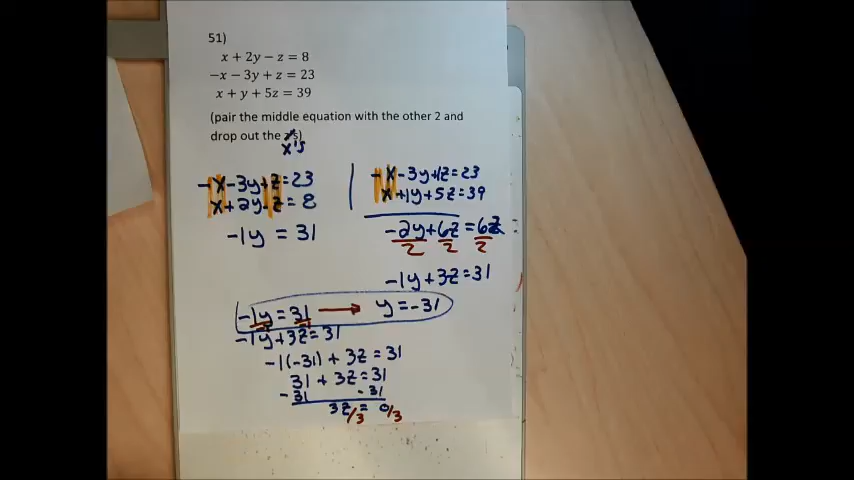 51)
x + 2y − z = 8
−x − 3y + z = 23
x + y + 5z = 39
(pair the middle equation with the other 2 and
drop out the
x's
-x-3y+z=23
x+2y-z=8
-1y = 31
-x-3y+1z=23
x+1y+5z=39
-2y+6z=62
2 2 2
-1y+3z=31
-1y=31 → y=-31
-1 -1
-1y+3z=31
-1(-31)+3z=31
31+3z=31
-31 -31
3z/3=0/3